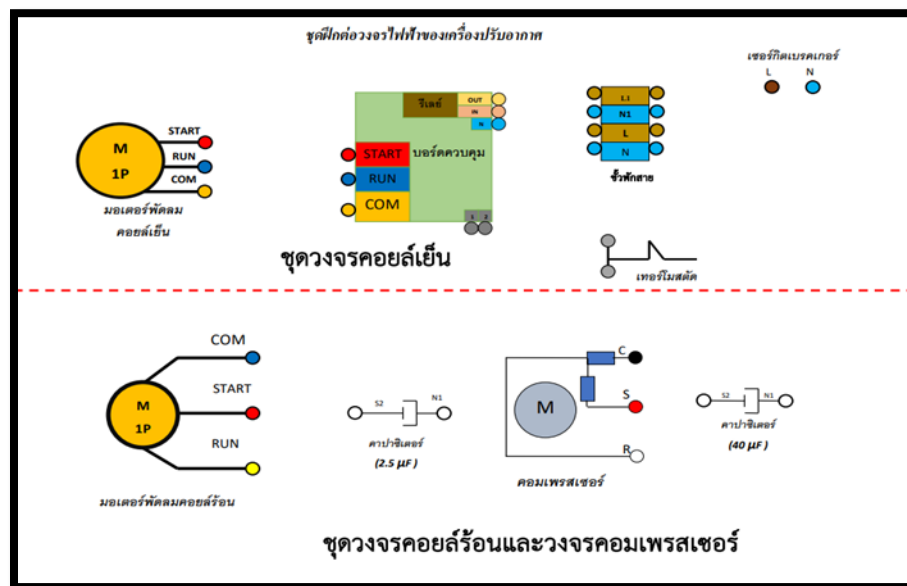 ชุดฝึกต่อวงจรไฟฟ้าของเครื่องปรับอากาศ
เซอร์กิตเบรคเกอร์
L N
M
1P
START
RUN
COM
มอเตอร์พัดลม
คอยล์เย็น
รีเลย์
OUT
IN
N
START
บอร์ดควบคุม
RUN
COM
1 2
L1
N1
L
N
ขั้วพักสาย
เทอร์โมสตัด
ชุดวงจรคอยล์เย็น
COM
START
RUN
M
1P
มอเตอร์พัดลมคอยล์ร้อน
S2 N1
คาปาซิเตอร์
(2.5 µF )
C
S
R
M
คอมเพรสเซอร์
S2 N1
คาปาซิเตอร์
(40 µF )
ชุดวงจรคอยล์ร้อนและวงจรคอมเพรสเซอร์